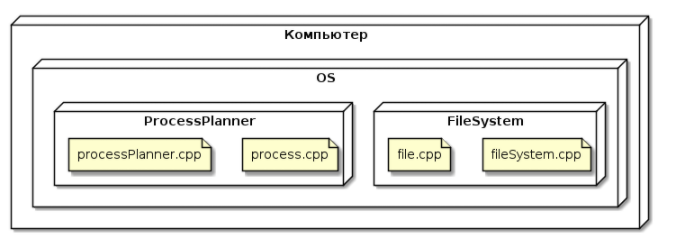 Компьютер
OS
ProcessPlanner
processPlanner.cpp
process.cpp
FileSystem
file.cpp
fileSystem.cpp